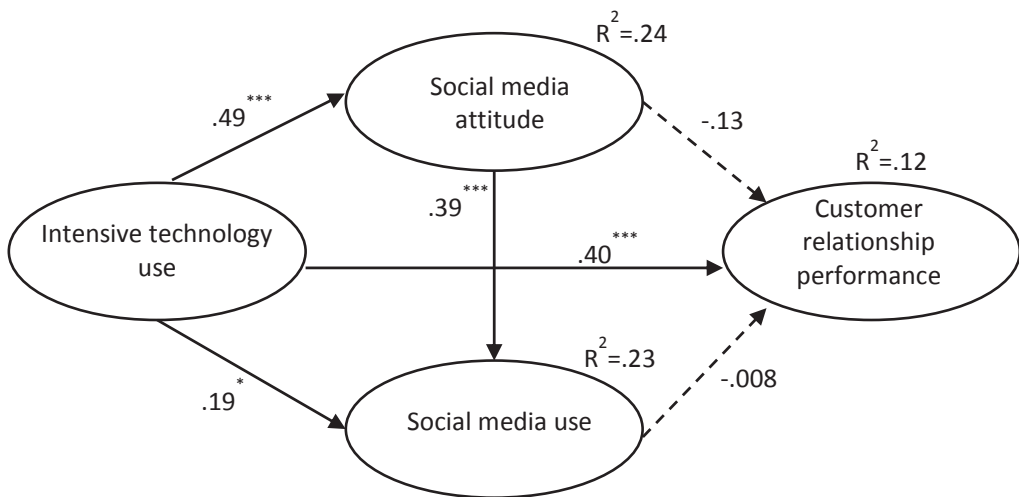 R²=.24
Social media
attitude
.49***
-.13
R²=.12
.39***
Customer
relationship
performance
Intensive technology
use
.40***
R²=.23
-.008
.19*
Social media use